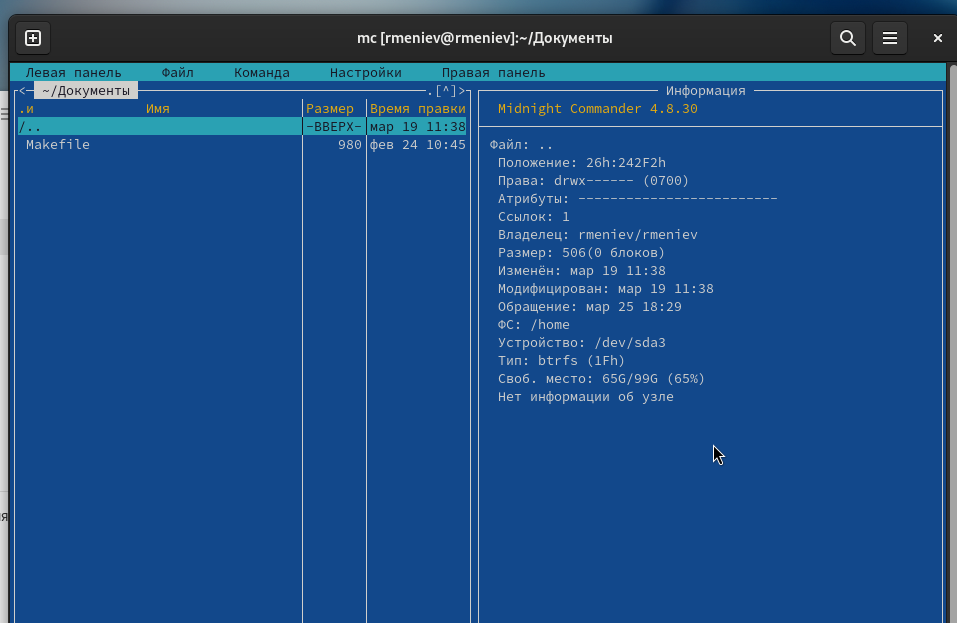 mc [rmeniev@rmeniev]:~/Документы
Левая панель Файл Команда Настройки Правая панель
<─ ~/Документы .[^]>
.и Имя Размер Время правки
/.. -ВВЕРХ- мар 19 11:38
Makefile 980 фев 24 10:45
Информация
Midnight Commander 4.8.30
Файл: ..
Положение: 26h:242F2h
Права: drwx------ (0700)
Атрибуты: -------------------------
Ссылок: 1
Владелец: rmeniev/rmeniev
Размер: 506(0 блоков)
Изменён: мар 19 11:38
Модифицирован: мар 19 11:38
Обращение: мар 25 18:29
ФС: /home
Устройство: /dev/sda3
Тип: btrfs (1Fh)
Своб. место: 65G/99G (65%)
Нет информации об узле